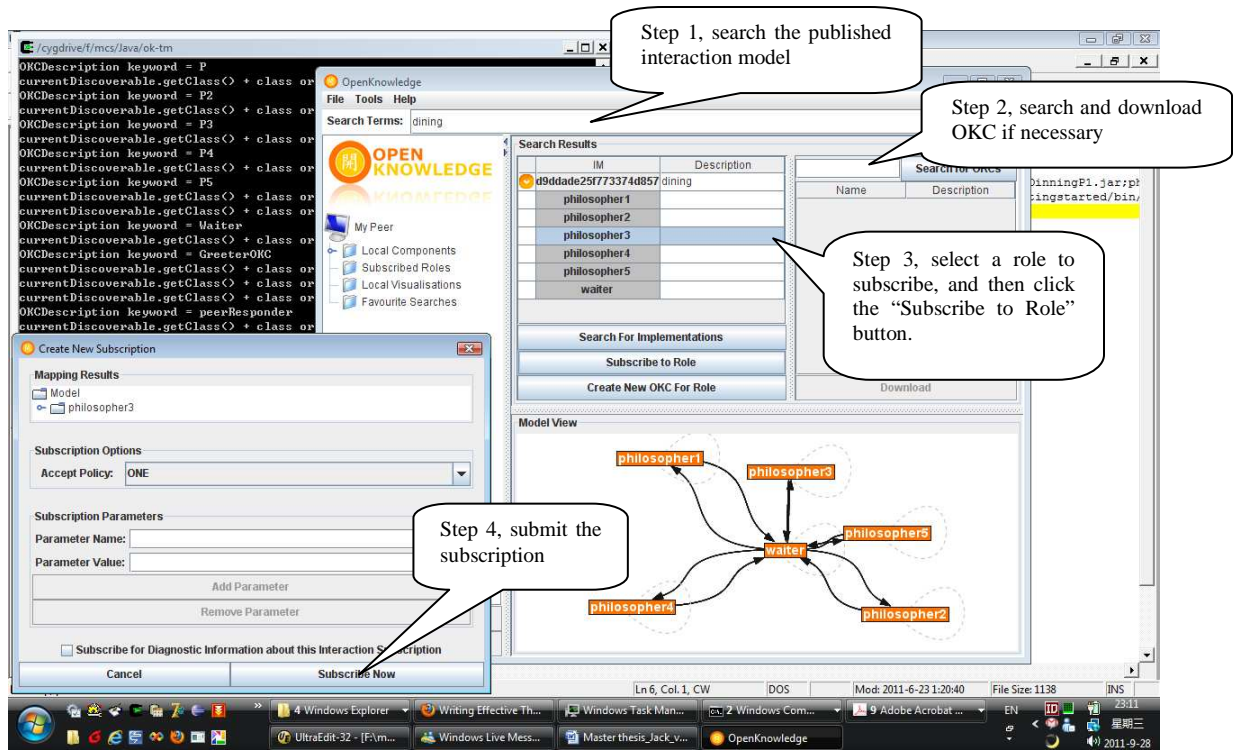 Step 1, search the published
interaction model
/cygdrive/f/mcs/Java/ok-tm
OKCDescription keyword = P
currentDiscoverable.getClass() + class or
OKCDescription keyword = P2
currentDiscoverable.getClass() + class or
OKCDescription keyword = P3
currentDiscoverable.getClass() + class or
OKCDescription keyword = P4
currentDiscoverable.getClass() + class or
OKCDescription keyword = P5
currentDiscoverable.getClass() + class or
currentDiscoverable.getClass() + class or
OKCDescription keyword = Waiter
currentDiscoverable.getClass() + class or
OKCDescription keyword = GreeterOKC
currentDiscoverable.getClass() + class or
currentDiscoverable.getClass() + class or
OKCDescription keyword = peerResponder
currentDiscoverable.getClass() + class or
OpenKnowledge
File Tools Help
Search Terms: dining
Step 2, search and download
OKC if necessary
OPEN
KNOWLEDGE
My Peer
Local Components
Subscribed Roles
Local Visualisations
Favourite Searches
Search Results
IM Description
d9ddade25f773374d857 dining
philosopher1
philosopher2
philosopher3
philosopher4
philosopher5
waiter
Search For Implementations
Subscribe to Role
Create New OKC For Role
Search for OKCs
Name Description
Download
DinningP1.jar;ph
tingstarted/bin/
Step 3, select a role to
subscribe, and then click
the “Subscribe to Role”
button.
Create New Subscription
Mapping Results
Model
philosopher3
Subscription Options
Accept Policy: ONE
Subscription Parameters
Parameter Name:
Parameter Value:
Add Parameter
Remove Parameter
Subscribe for Diagnostic Information about this Interaction Subscription
Cancel Subscribe Now
Step 4, submit the
subscription
Model View
philosopher1
philosopher3
philosopher5
waiter
philosopher4
philosopher2
Ln 6, Col. 1, CW DOS Mod: 2011-6-23 1:20:40 File Size: 1138 INS
4 Windows Explorer Writing Effective Th... Windows Task Man... 2 Windows Com... 9 Adobe Acrobat ... EN 23:11
UltraEdit-32 - [F:\m... Windows Live Mess... Master thesis_Jack_v... OpenKnowledge 星期三
2011-9-28